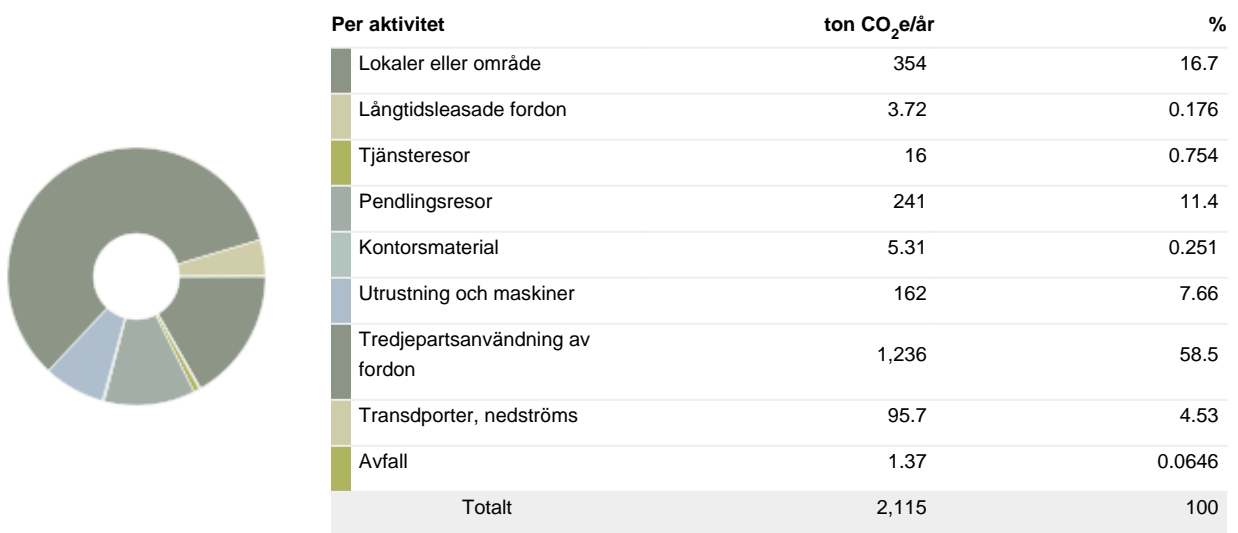 Per aktivitet ton CO2e/år %
Lokaler eller område 354 16.7
Långtidsleasade fordon 3.72 0.176
Tjänsteresor 16 0.754
Pendlingsresor 241 11.4
Kontorsmaterial 5.31 0.251
Utrustning och maskiner 162 7.66
Tredjepartsanvändning av
fordon 1,236 58.5
Transdporter, nedströms 95.7 4.53
Avfall 1.37 0.0646
Totalt 2,115 100